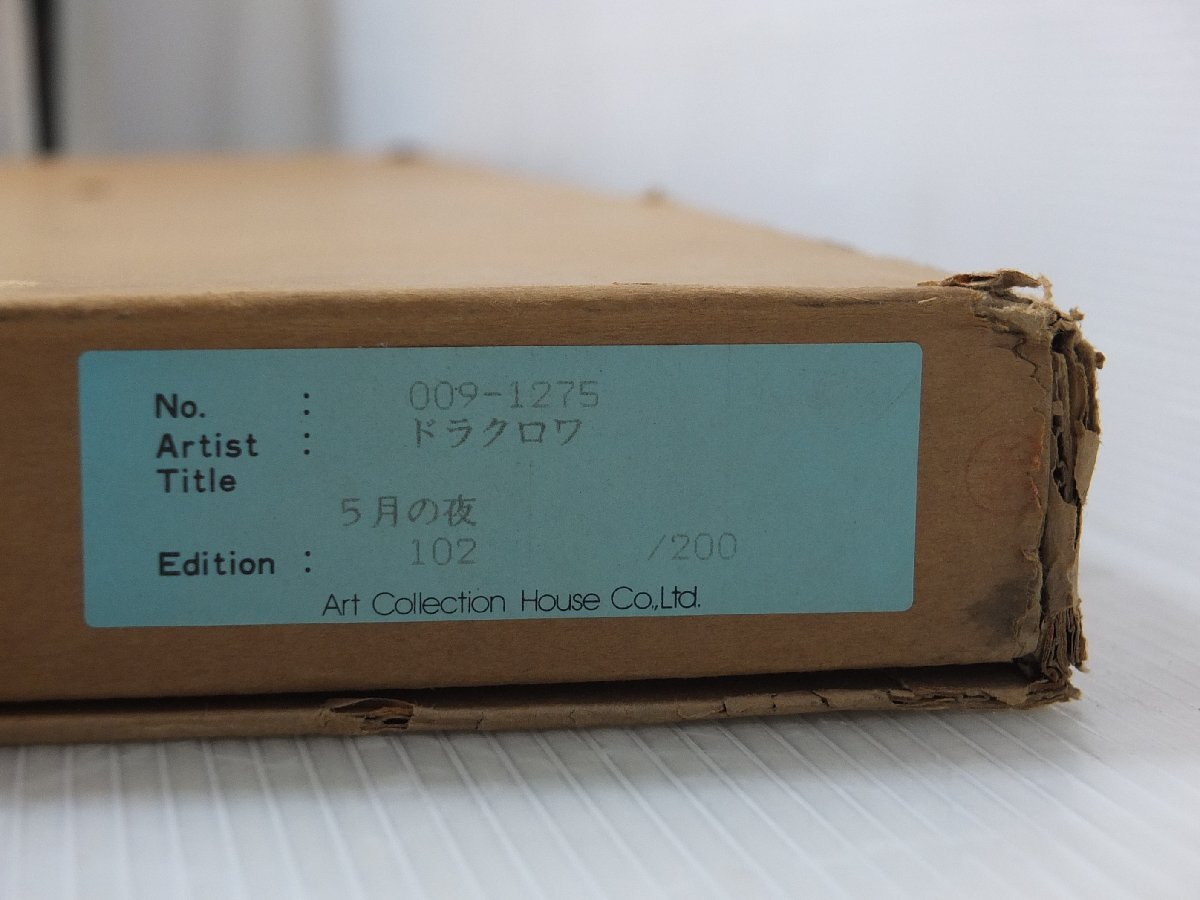 No. : 009-1275
Artist : ドラクロワ
Title
5月の夜
Edition : 102 /200
Art Collection House Co.,Ltd.